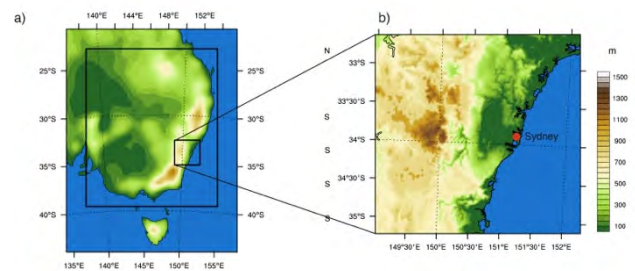 a)
140°E 144°E 148°E 152°E
25°S 25°S
30°S 30°S
35°S 35°S
40°S 40°S
135°E 140°E 145°E 150°E 155°E
b)
N
33°S
33°30'S
S
34°S
S
34°30'S
S
35°S
S
Sydney
149°30'E 150°E 150°30'E 151°E 151°30'E 152°E
m
1500
1300
1100
900
700
500
300
100